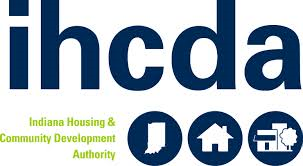 ihcda
Indiana Housing &
Community Development
Authority